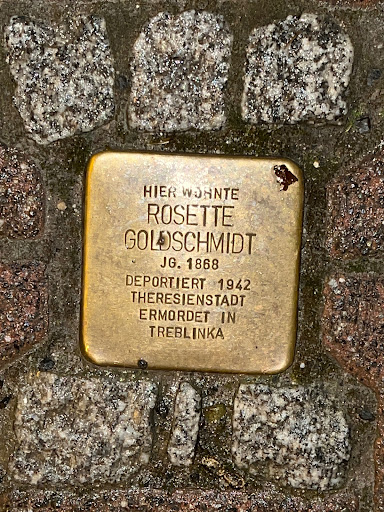 HIER WOHNTE
ROSETTE
GOLDSCHMIDT
JG. 1868
DEPORTIERT 1942
THERESIENSTADT
ERMORDET IN
TREBLINKA